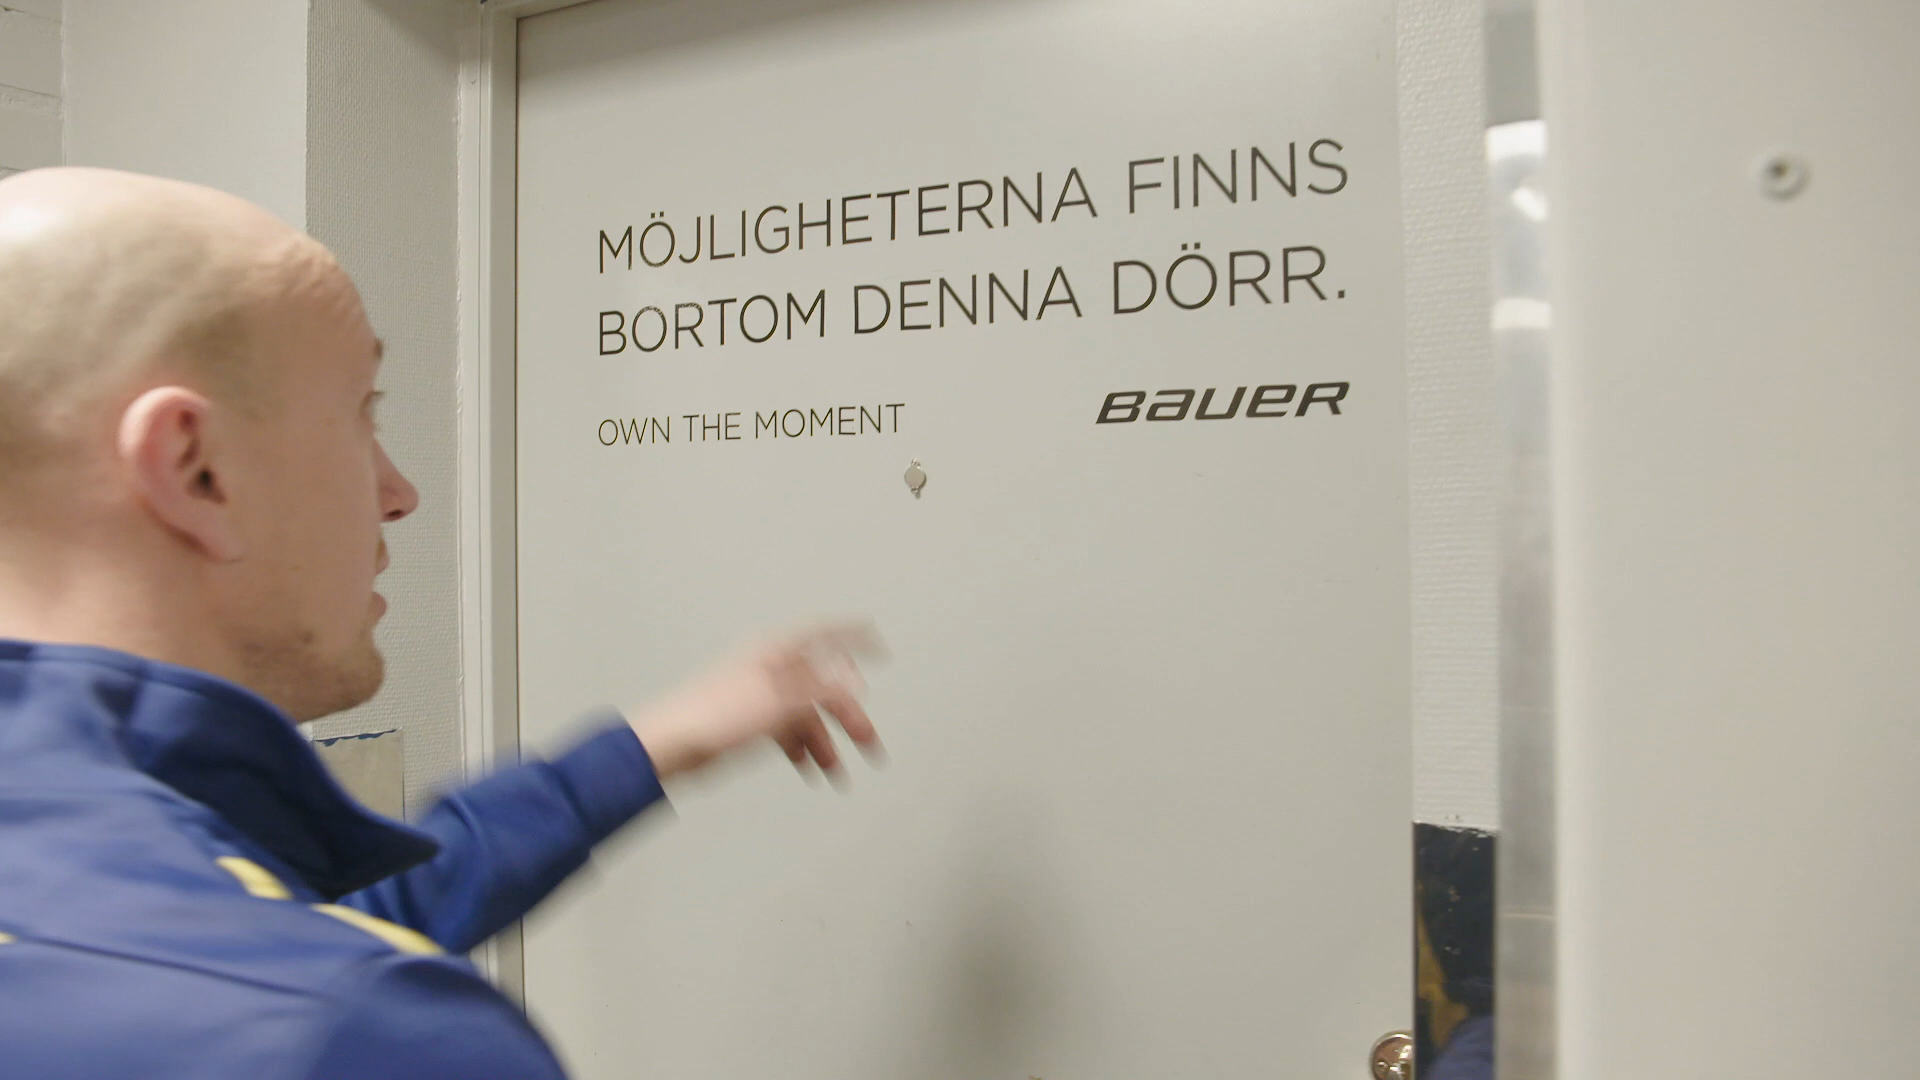 MÖJLIGHETERNA FINNS
BORTOM DENNA DÖRR.
OWN THE MOMENT
BAUER